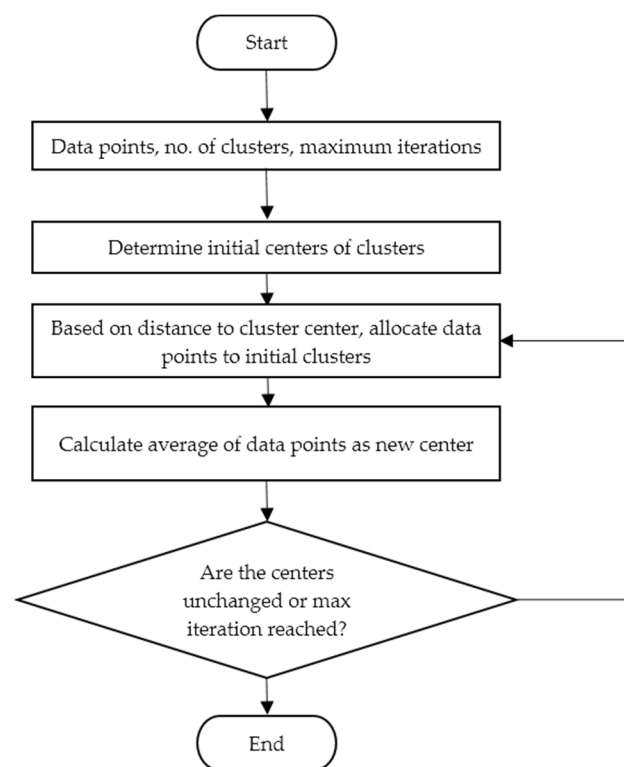 Start
Data points, no. of clusters, maximum iterations
Determine initial centers of clusters
Based on distance to cluster center, allocate data
points to initial clusters
Calculate average of data points as new center
Are the centers
unchanged or max
iteration reached?
End